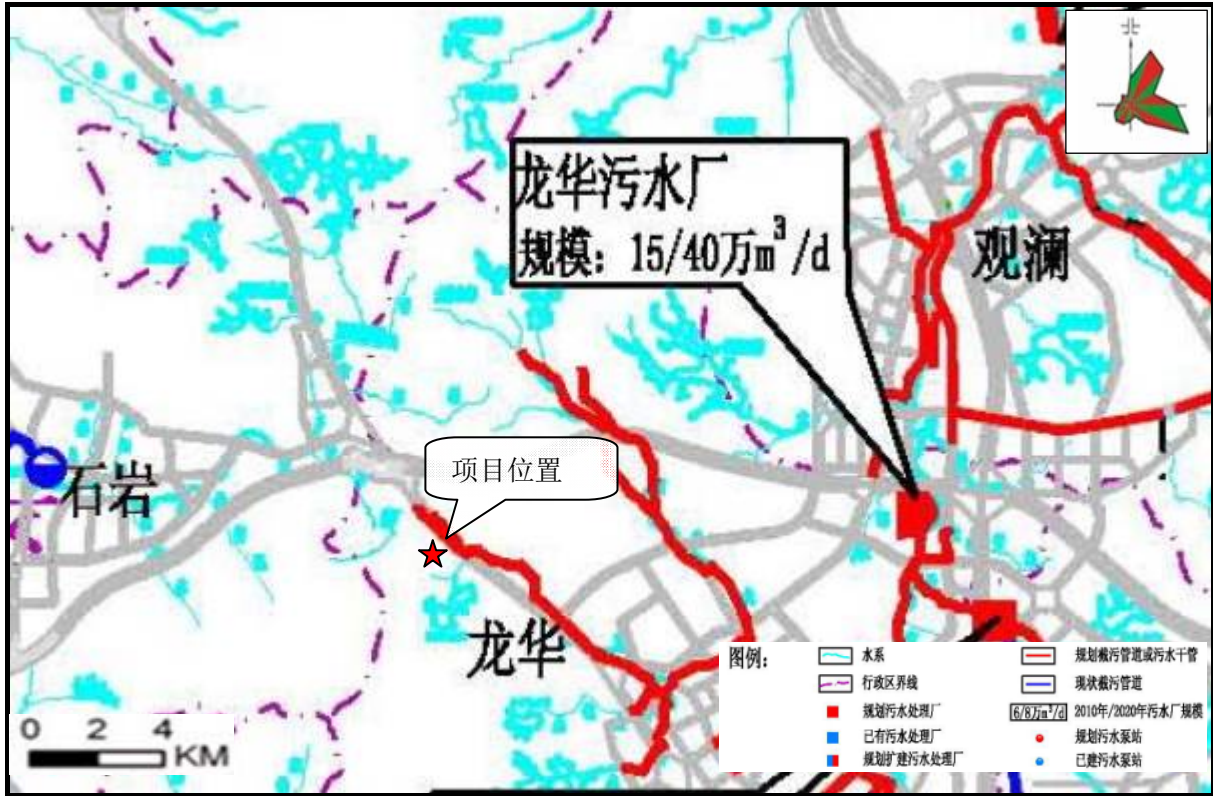 北
龙华污水厂
规模：15/40万m³/d
观澜
项目位置
石岩
龙华
图例：
水系
规划截污管道或污水干管
行政区界线
现状截污管道
规划污水处理厂
6/8万m³/d 2010年/2020年污水厂规模
已有污水处理厂
规划污水泵站
规划扩建污水处理厂
已建污水泵站
0 2 4
KM